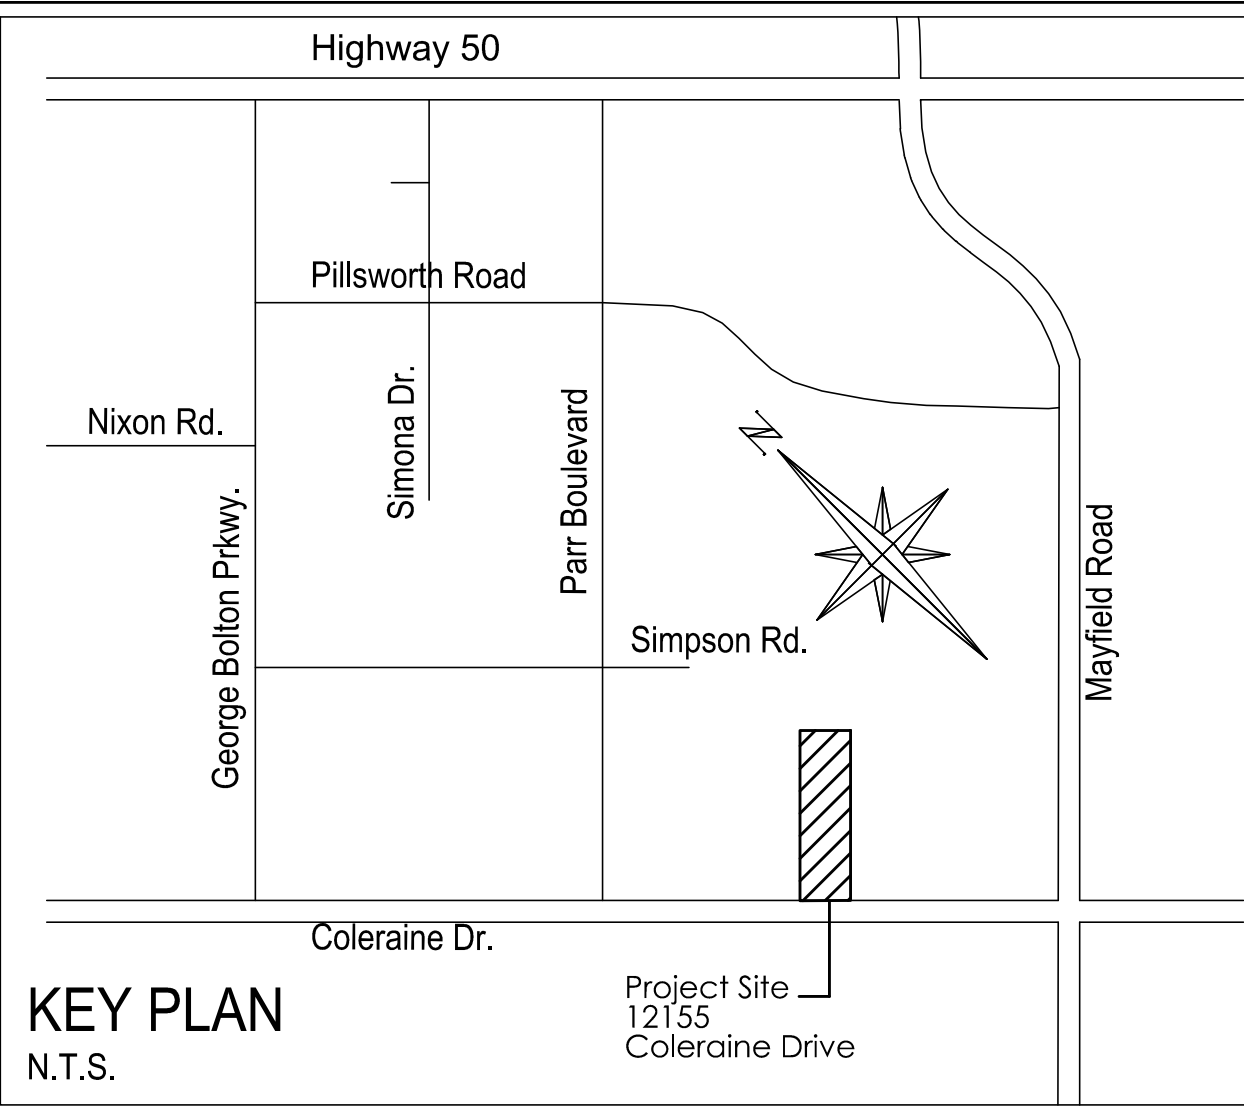 Highway 50
Pillsworth Road
Simona Dr.
Nixon Rd.
Parr Boulevard
N
George Bolton Prkwy.
Mayfield Road
Simpson Rd.
Coleraine Dr.
Project Site
12155
Coleraine Drive
KEY PLAN
N.T.S.